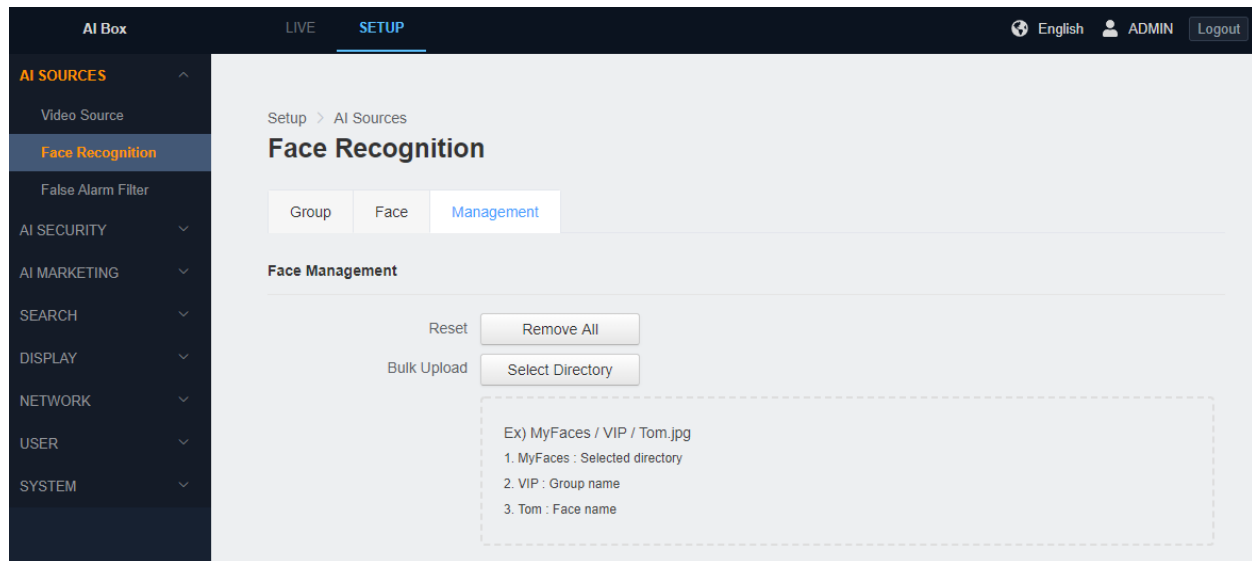 AI Box LIVE SETUP English ADMIN Logout
AI SOURCES
Video Source
Face Recognition
False Alarm Filter
AI SECURITY
AI MARKETING
SEARCH
DISPLAY
NETWORK
USER
SYSTEM
Setup > AI Sources
Face Recognition
Group Face Management
Face Management
Reset Remove All
Bulk Upload Select Directory
Ex) MyFaces / VIP / Tom.jpg
1. MyFaces : Selected directory
2. VIP : Group name
3. Tom : Face name